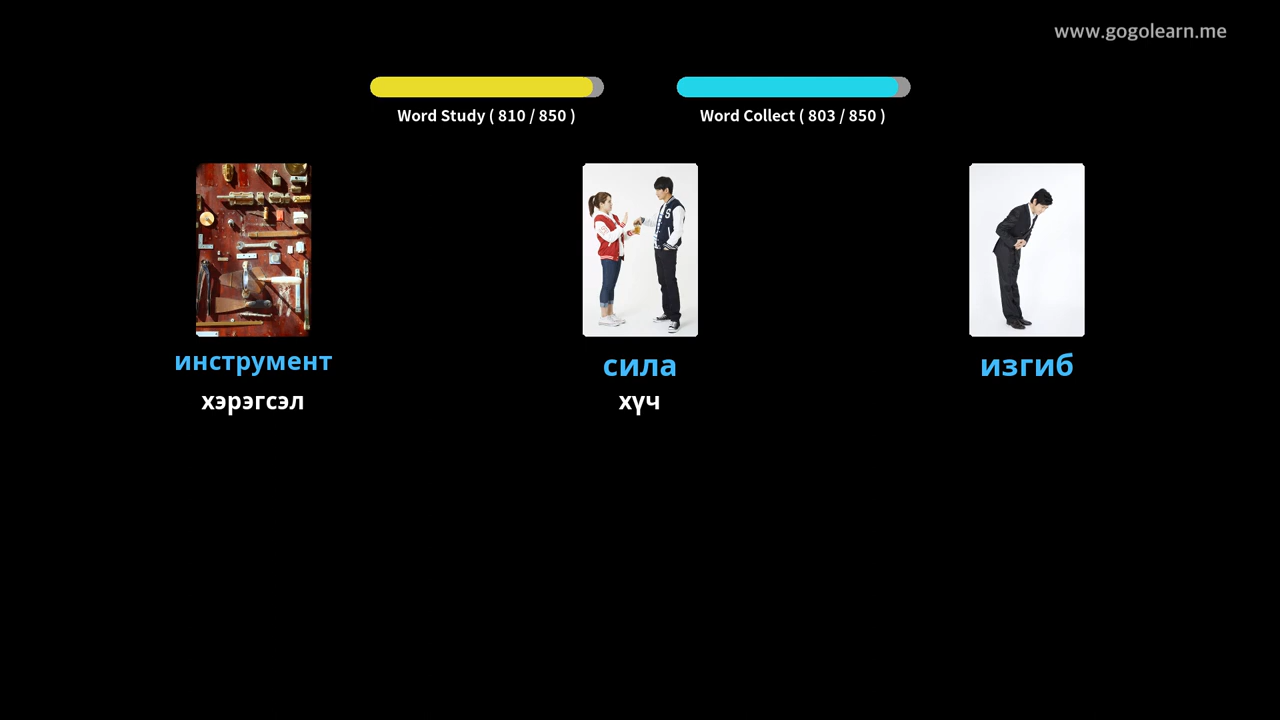 www.gogolearn.me
Word Study ( 810 / 850 )
Word Collect ( 803 / 850 )
инструмент
хэрэгсэл
сила
хүч
изгиб